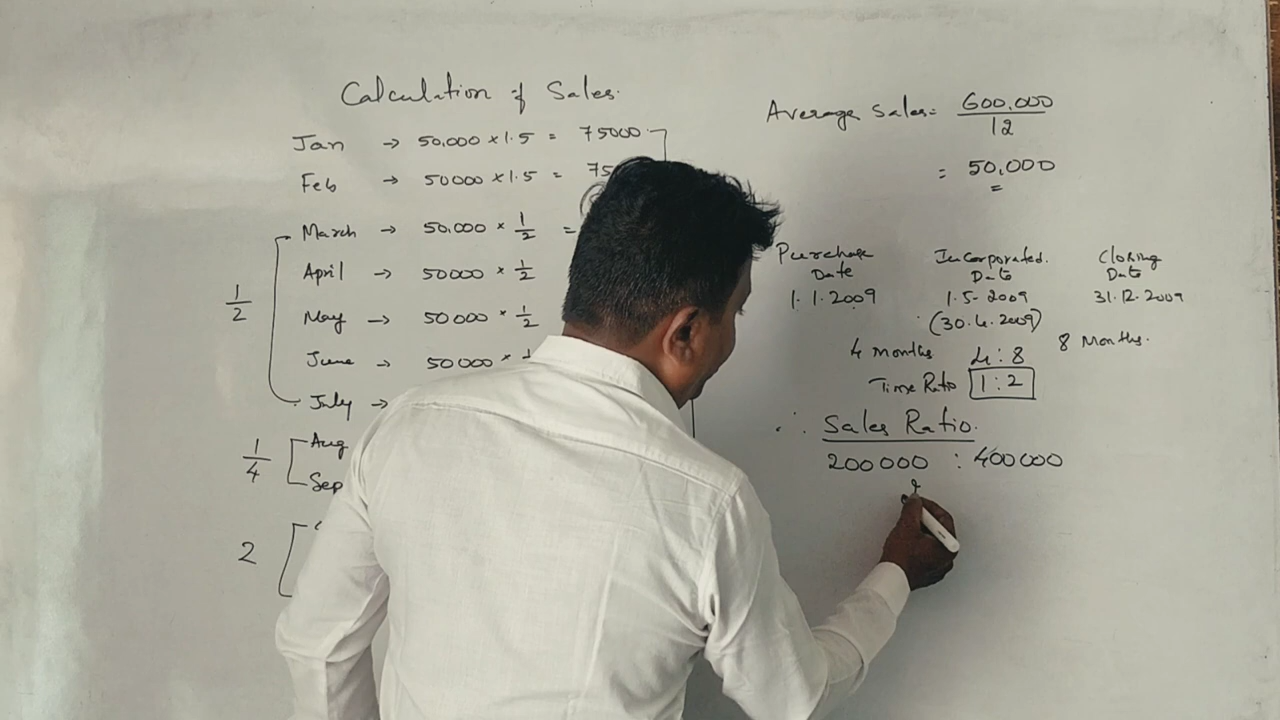 Calculation of Sales.
Jan → 50,000 × 1.5 = 75000
Feb → 50000 × 1.5 = 75
March → 50,000 × 1/2 =
April → 50000 × 1/2
May → 50000 × 1/2
June → 50000 ×
July →
1/2
Aug
Sep
1/4
2
Average Sales = 600,000 / 12
= 50,000
Purchase Date
1.1.2009
Incorporated. Date
1.5.2009
(30.4.2009)
Closing Date
31.12.2009
4 months 4:8 8 Months.
Time Ratio 1:2
∴ Sales Ratio.
200000 : 400000